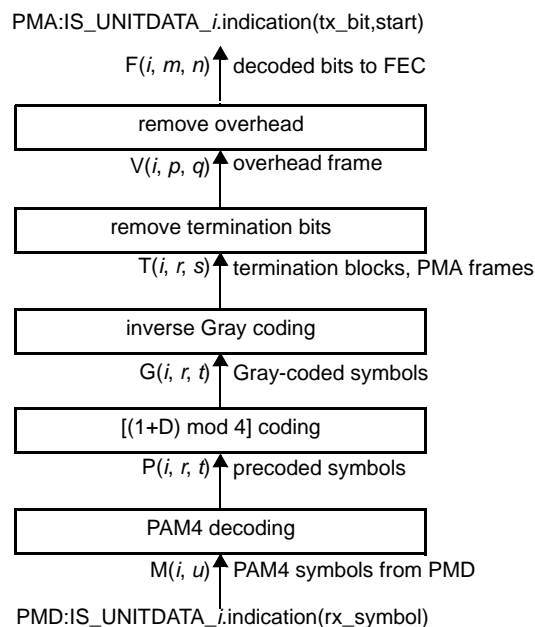 PMA:IS_UNITDATA_i.indication(tx_bit,start)
F(i, m, n) decoded bits to FEC
remove overhead
V(i, p, q) overhead frame
remove termination bits
T(i, r, s) termination blocks, PMA frames
inverse Gray coding
G(i, r, t) Gray-coded symbols
[(1+D) mod 4] coding
P(i, r, t) precoded symbols
PAM4 decoding
M(i, u) PAM4 symbols from PMD
PMD:IS_UNITDATA_i.indication(rx_symbol)